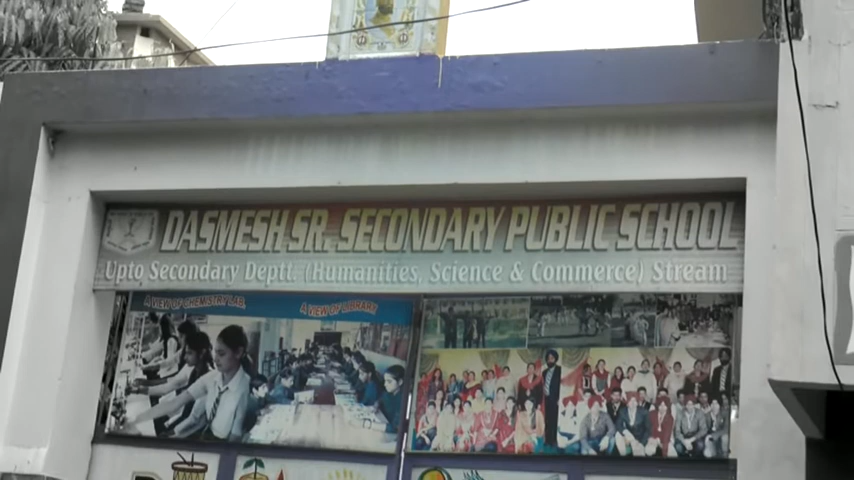 DASMESH SR. SECONDARY PUBLIC SCHOOL
Upto Secondary Deptt. (Humanities, Science & Commerce) Stream
A VIEW OF CHEMISTRY LAB.
A VIEW OF LIBRARY